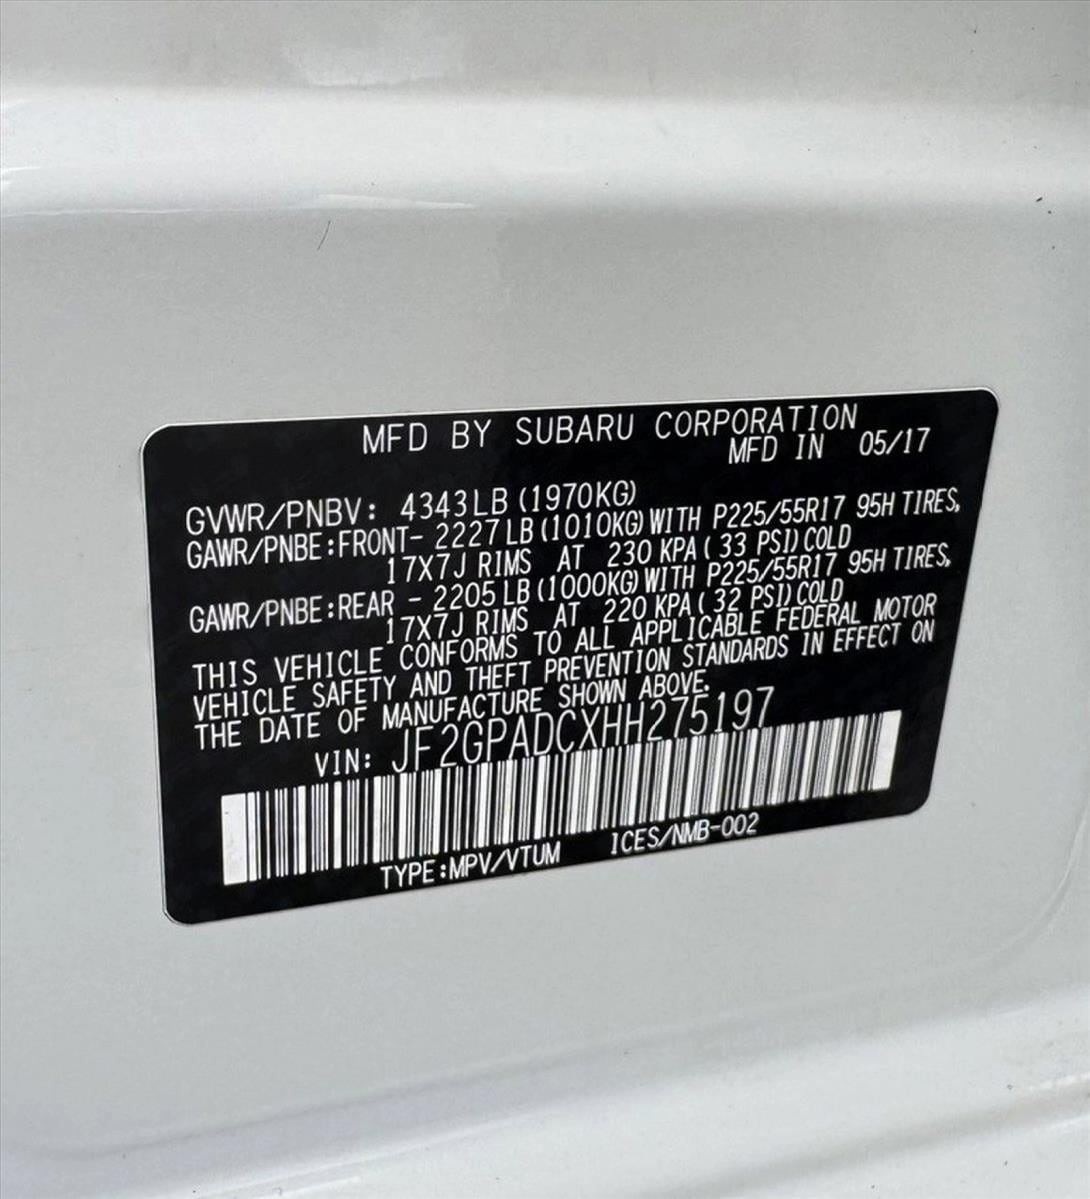 MFD BY SUBARU CORPORATION
MFD IN 05/17
GVWR/PNBV: 4343LB(1970KG)
GAWR/PNBE:FRONT- 2227LB(1010KG)WITH P225/55R17 95H TIRES,
17X7J RIMS AT 230 KPA( 33 PSI)COLD
GAWR/PNBE:REAR - 2205LB(1000KG)WITH P225/55R17 95H TIRES,
17X7J RIMS AT 220 KPA( 32 PSI)COLD
THIS VEHICLE CONFORMS TO ALL APPLICABLE FEDERAL MOTOR
VEHICLE SAFETY AND THEFT PREVENTION STANDARDS IN EFFECT ON
THE DATE OF MANUFACTURE SHOWN ABOVE.
VIN: JF2GPADCXHH275197
TYPE:MPV/VTUM ICES/NMB-002